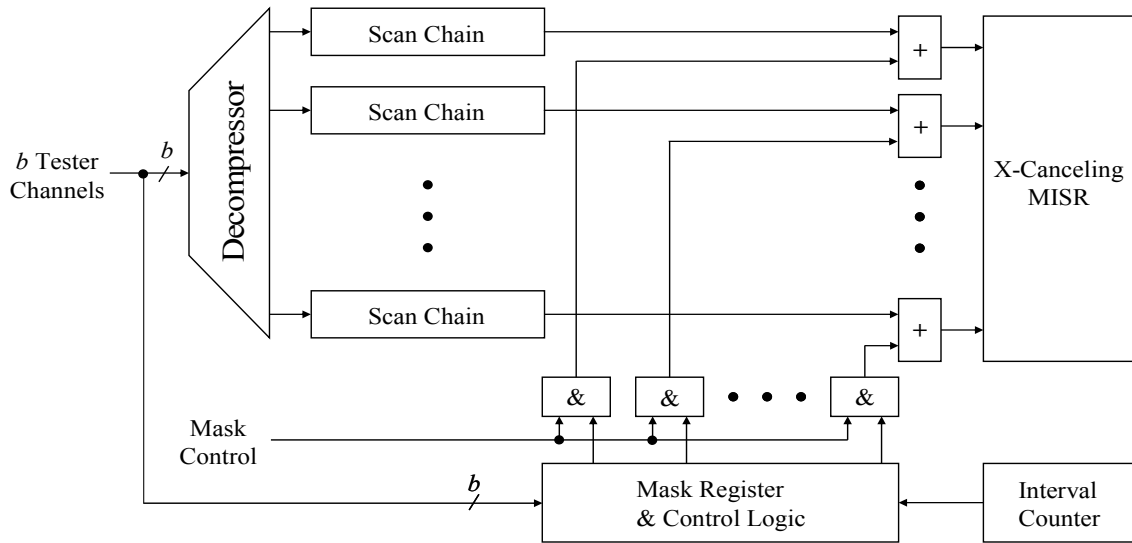 Scan Chain
+
b
Decompressor
Scan Chain
+
b Tester
Channels
X-Canceling
MISR
Scan Chain
+
&
&
&
Mask
Control
b
Mask Register
& Control Logic
Interval
Counter